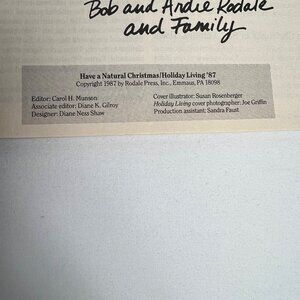 Bob and Ardie Rodale
and Family
Have a Natural Christmas/Holiday Living '87
Copyright 1987 by Rodale Press, Inc., Emmaus, PA 18098
Editor: Carol H. Munson
Associate editor: Diane K. Gilroy
Designer: Diane Ness Shaw
Cover illustrator: Susan Rosenberger
Holiday Living cover photographer: Joe Griffin
Production assistant: Sandra Faust